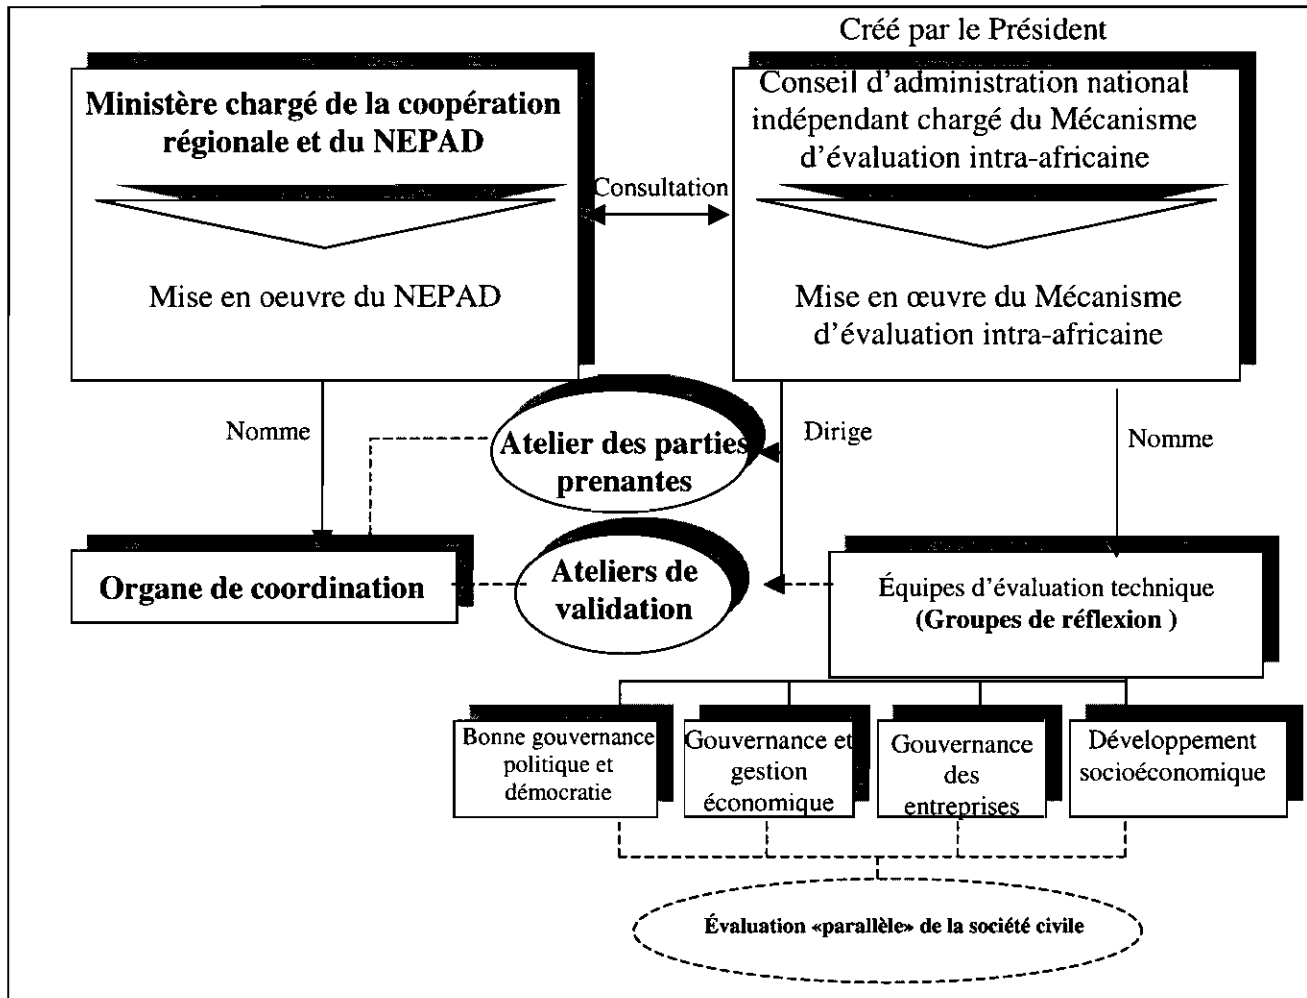 Créé par le Président
Ministère chargé de la coopération
régionale et du NEPAD
Mise en oeuvre du NEPAD
Consultation
Conseil d'administration national
indépendant chargé du Mécanisme
d'évaluation intra-africaine
Mise en œuvre du Mécanisme
d'évaluation intra-africaine
Nomme
Atelier des parties
prenantes
Dirige
Nomme
Organe de coordination
Ateliers de
validation
Équipes d'évaluation technique
(Groupes de réflexion )
Bonne gouvernance
politique et
démocratie
Gouvernance et
gestion
économique
Gouvernance
des
entreprises
Développement
socioéconomique
Évaluation «parallèle» de la société civile